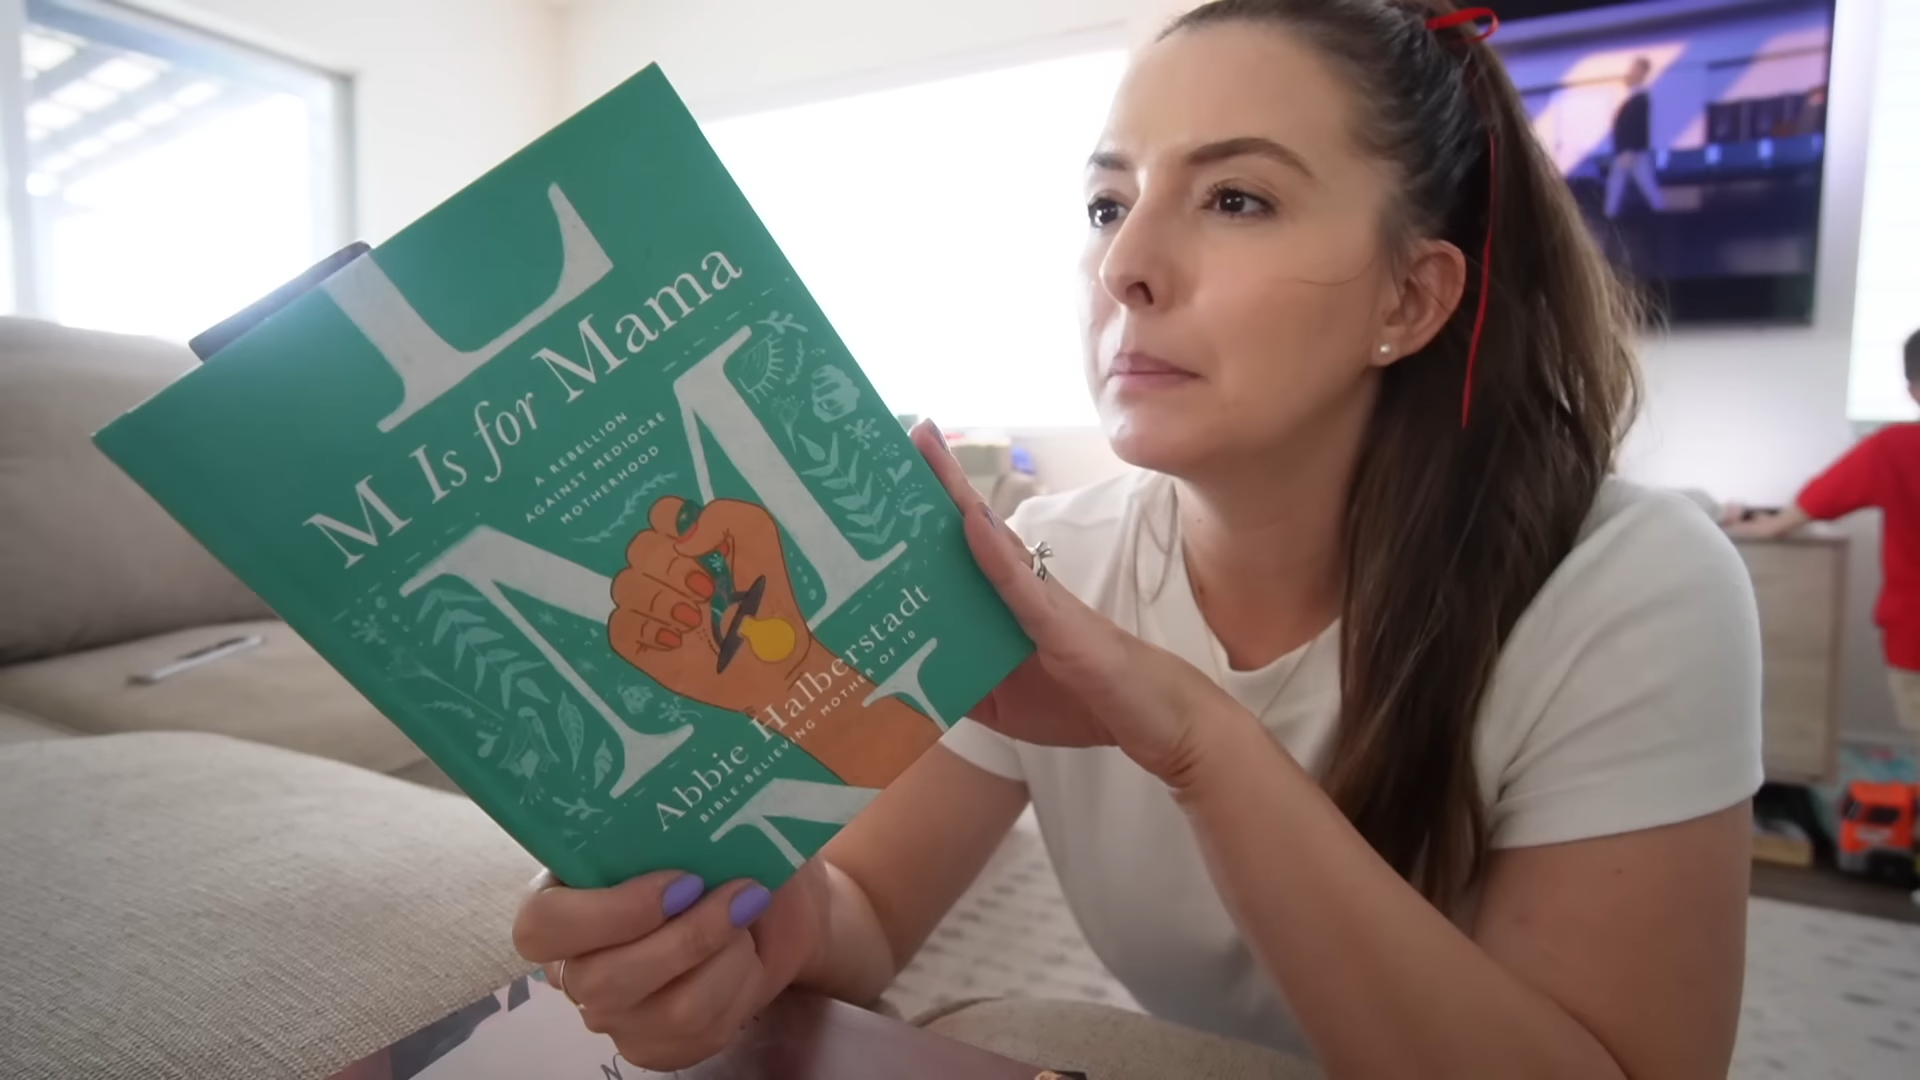 L
M Is for Mama
A REBELLION
AGAINST MEDIOCRE
MOTHERHOOD
M
Abbie Halberstadt
BIBLE-BELIEVING MOTHER OF 10
N